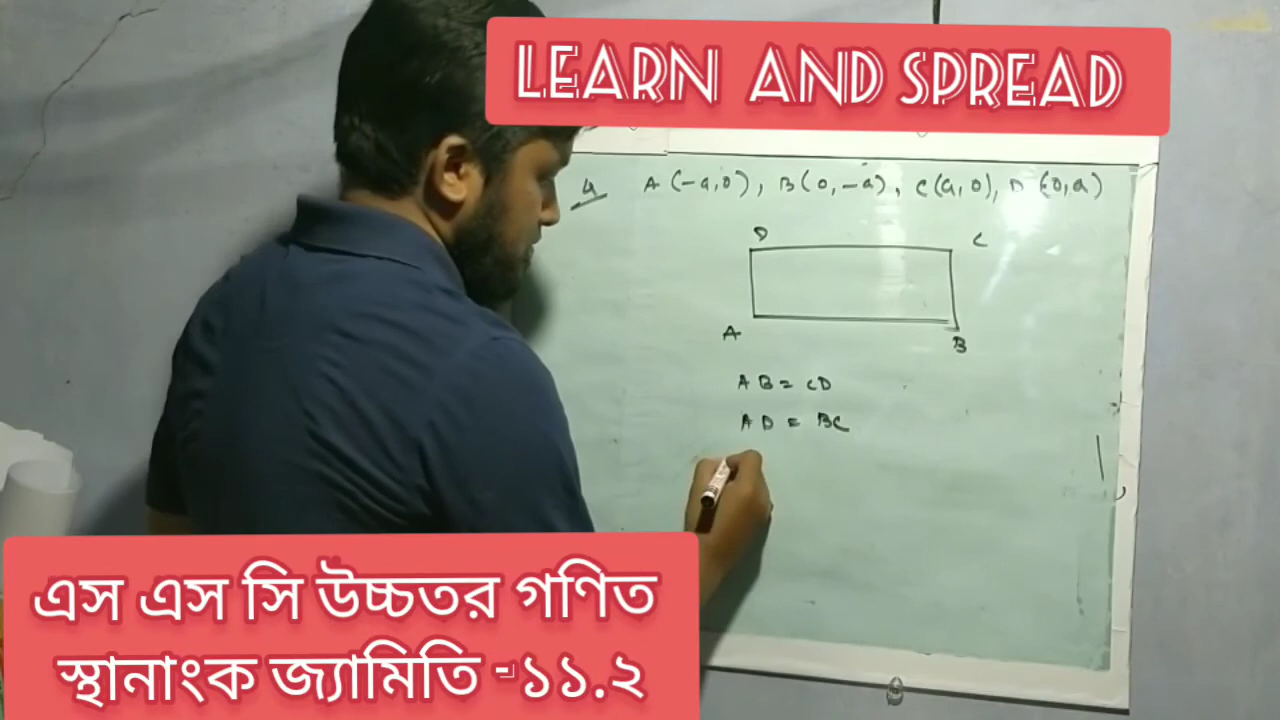 LEARN AND SPREAD
4 A(-a,0), B(0,-a), C(a,0), D(0,a)
D C
A B
AB = CD
AD = BC
এস এস সি উচ্চতর গণিত
স্থানাংক জ্যামিতি -১১.২